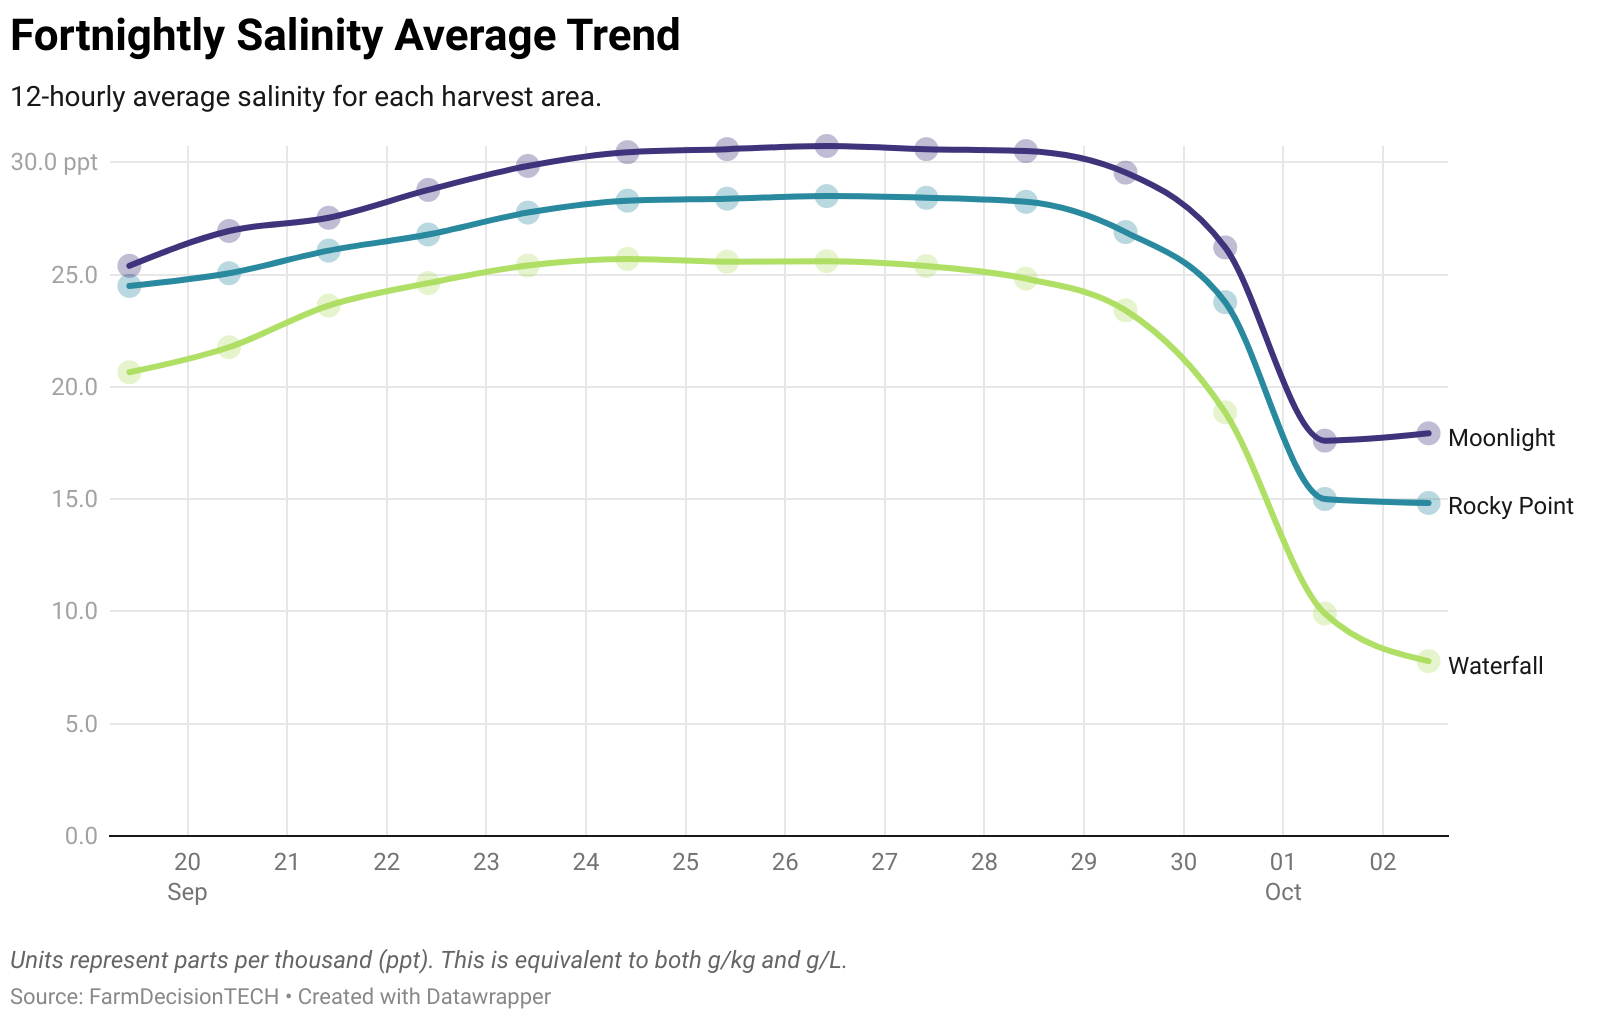 Fortnightly Salinity Average Trend
12-hourly average salinity for each harvest area.
30.0 ppt
25.0
20.0
15.0
10.0
5.0
0.0
Moonlight
Rocky Point
Waterfall
20 21 22 23 24 25 26 27 28 29 30 01 02
Sep Oct
Units represent parts per thousand (ppt). This is equivalent to both g/kg and g/L.
Source: FarmDecisionTECH • Created with Datawrapper